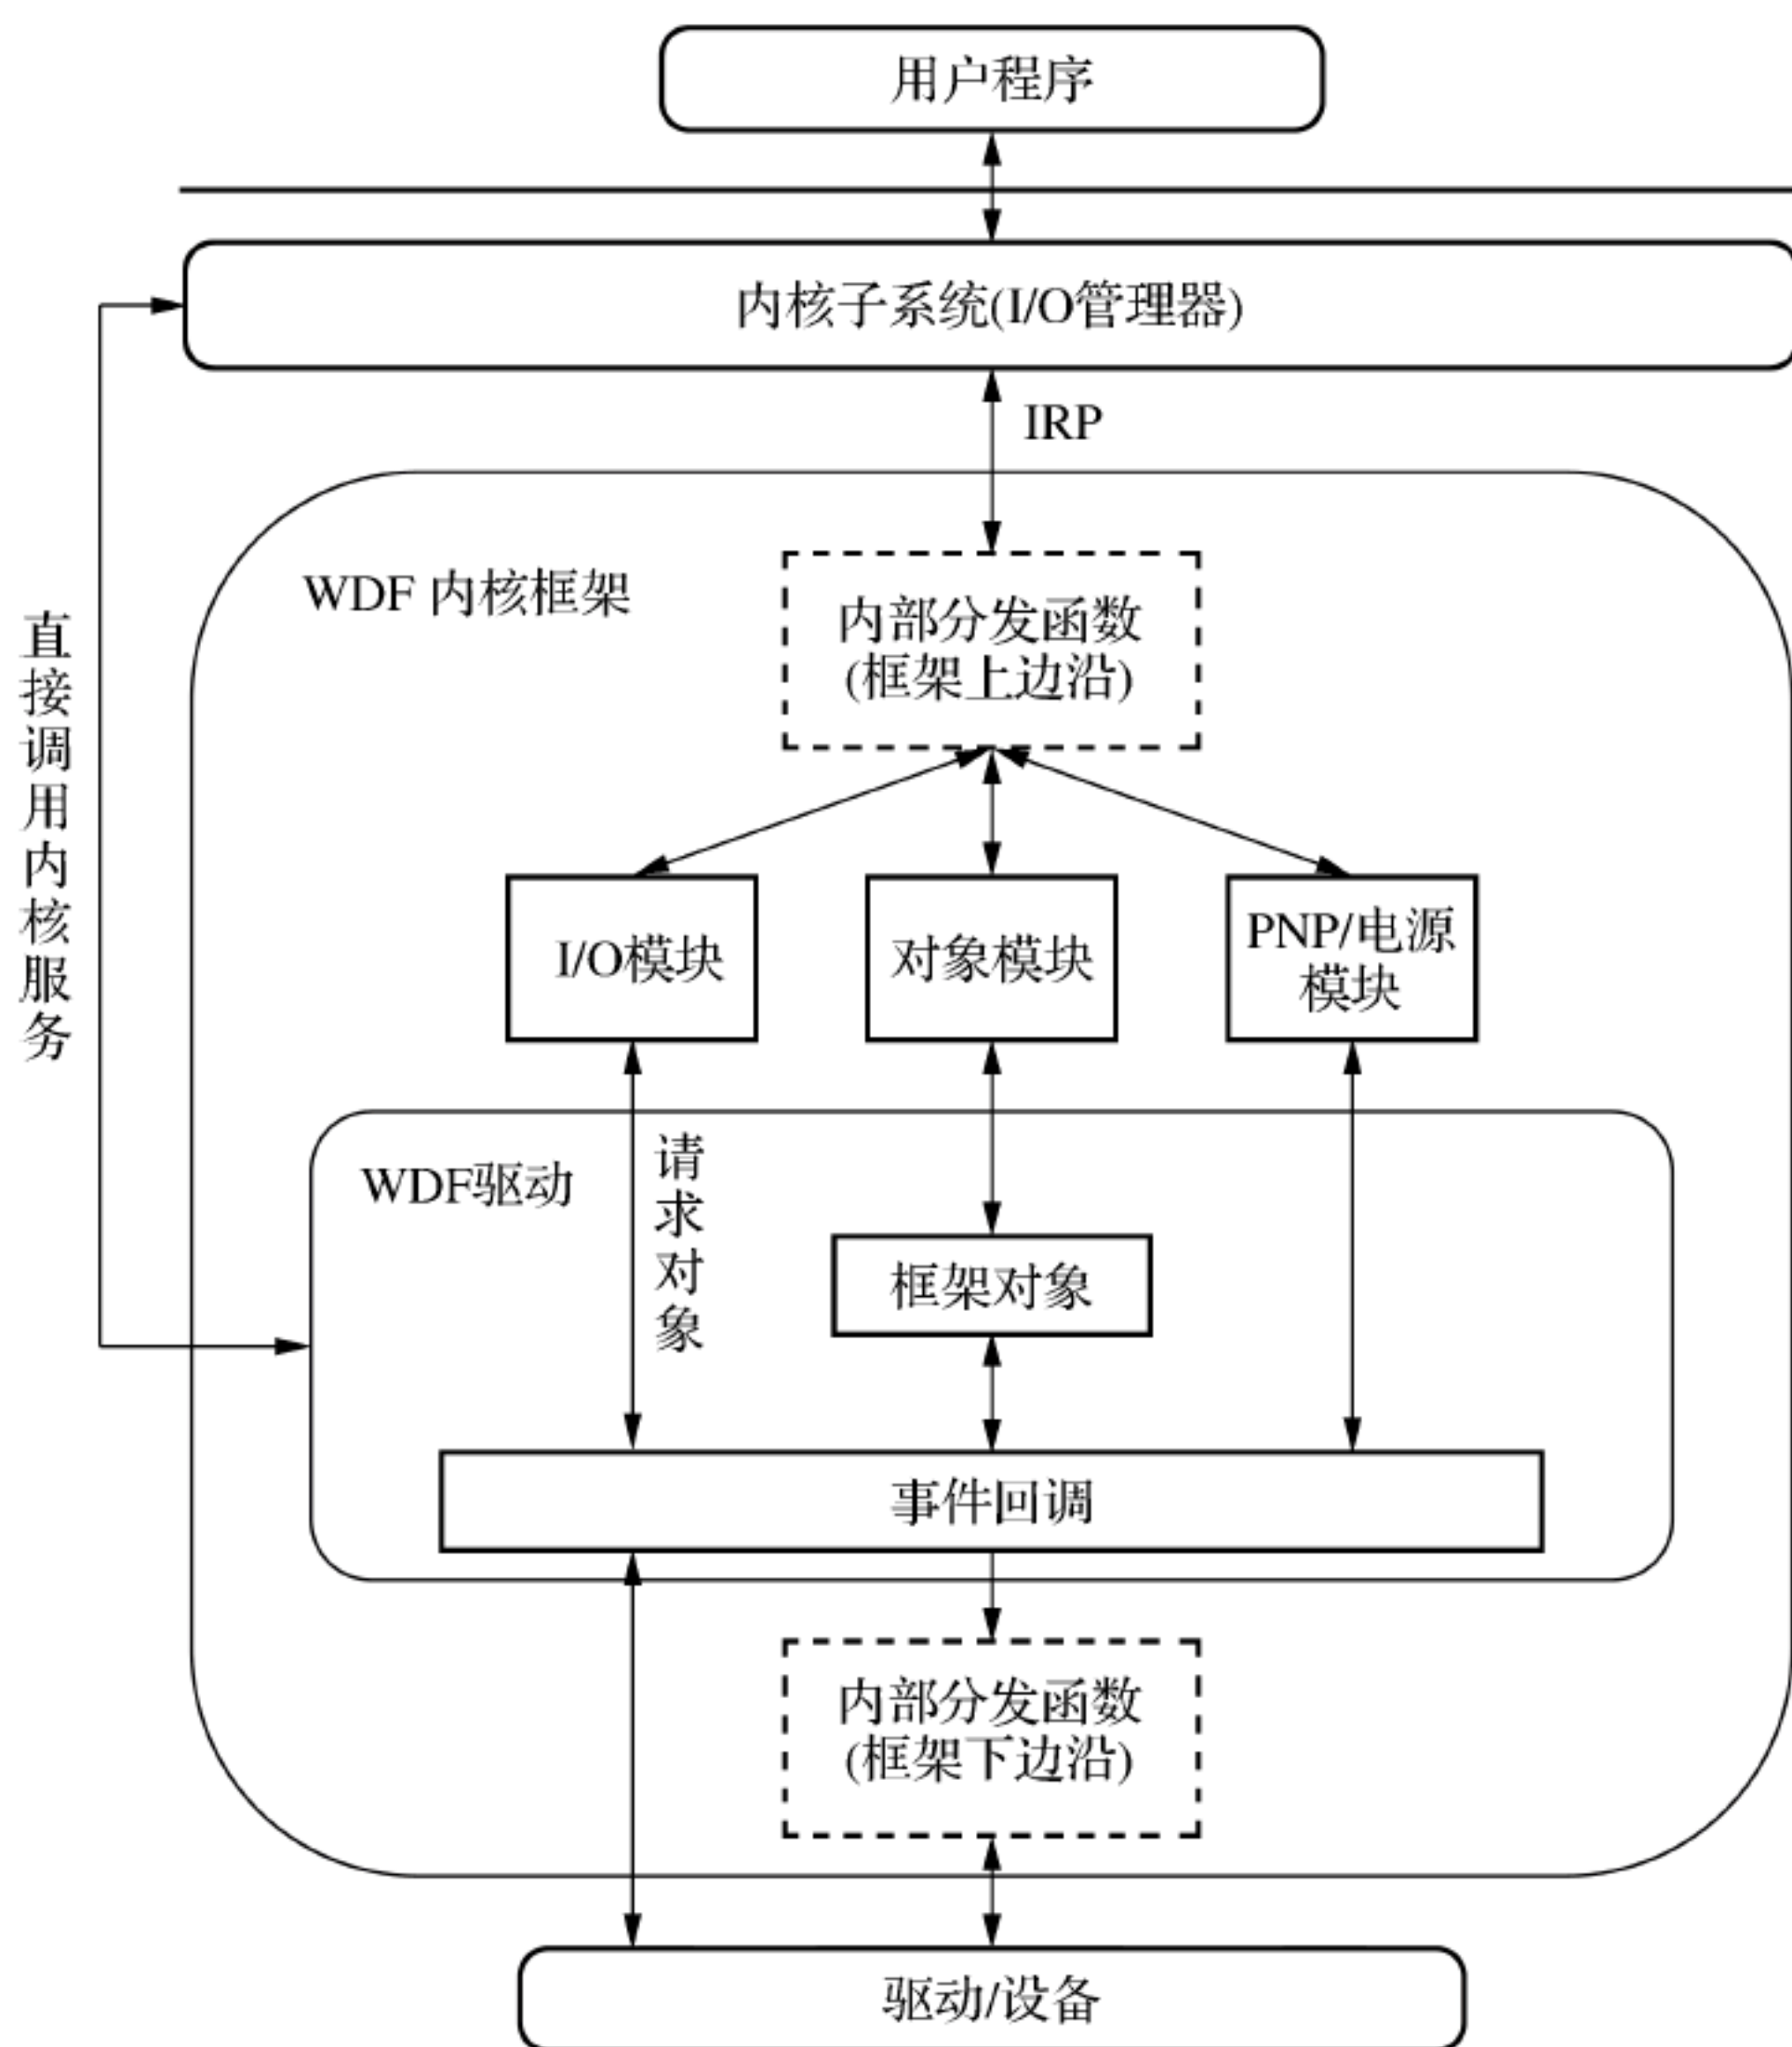 用户程序
内核子系统(I/O管理器)
IRP
WDF 内核框架
内部分发函数
(框架上边沿)
直接调用内核服务
I/O模块
对象模块
PNP/电源
模块
WDF驱动
请求对象
框架对象
事件回调
内部分发函数
(框架下边沿)
驱动/设备